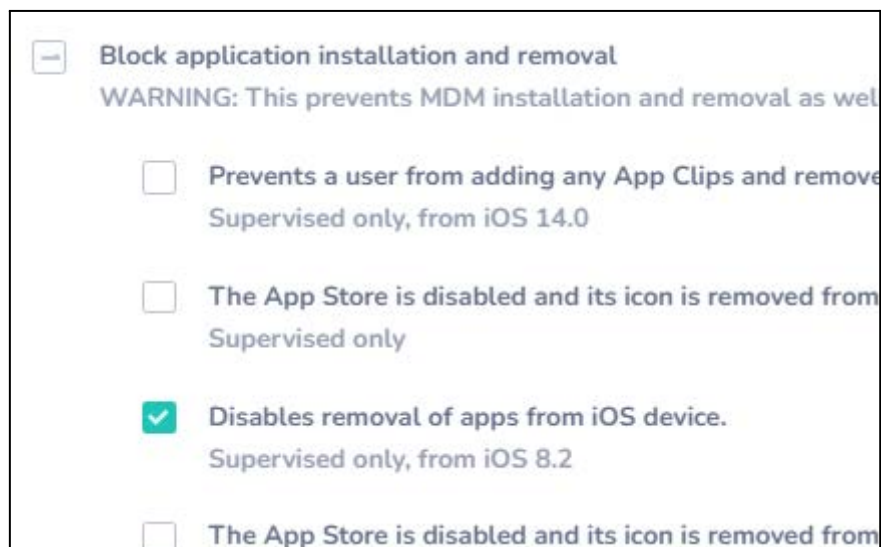 Block application installation and removal
WARNING: This prevents MDM installation and removal as wel
Prevents a user from adding any App Clips and remove
Supervised only, from iOS 14.0
The App Store is disabled and its icon is removed from
Supervised only
Disables removal of apps from iOS device.
Supervised only, from iOS 8.2
The App Store is disabled and its icon is removed from